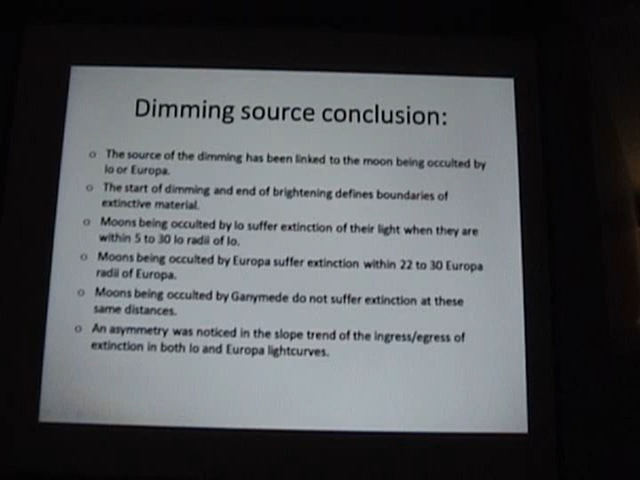 Dimming source conclusion:
o The source of the dimming has been linked to the moon being occulted by
Io or Europa.
o The start of dimming and end of brightening defines boundaries of
extinctive material.
o Moons being occulted by Io suffer extinction of their light when they are
within 5 to 30 Io radii of Io.
o Moons being occulted by Europa suffer extinction within 22 to 30 Europa
radii of Europa.
o Moons being occulted by Ganymede do not suffer extinction at these
same distances.
o An asymmetry was noticed in the slope trend of the ingress/egress of
extinction in both Io and Europa lightcurves.